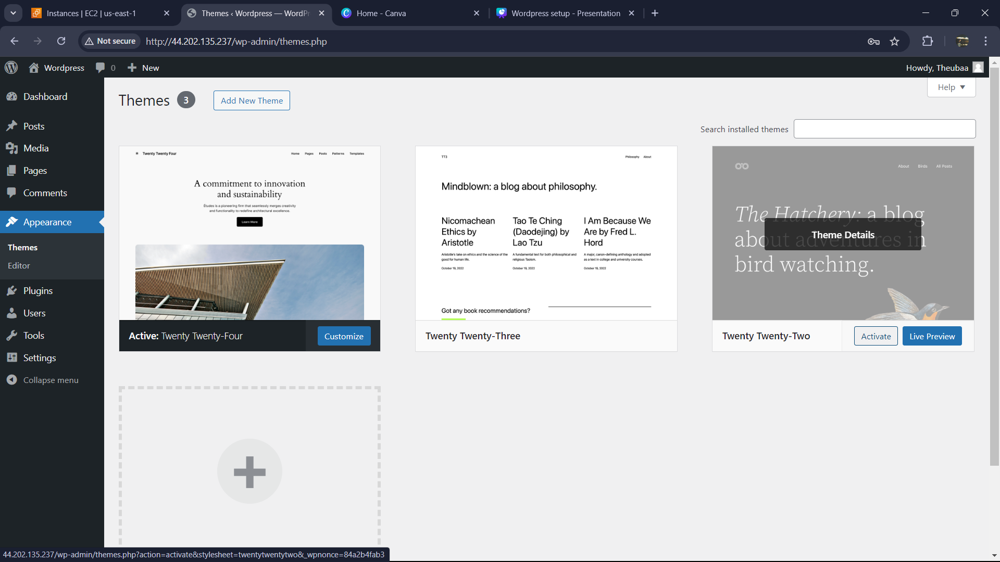 Instances | EC2 | us-east-1
Themes ‹ Wordpress — WordPr
Home - Canva
Wordpress setup - Presentation
Not secure
http://44.202.135.237/wp-admin/themes.php
Wordpress
0
New
Howdy, Theubaa
Dashboard
Posts
Media
Pages
Comments
Appearance
Themes
Editor
Plugins
Users
Tools
Settings
Collapse menu
Help
Themes 3
Add New Theme
Search installed themes
Twenty Twenty Four
Home Pages Posts Patterns Templates
A commitment to innovation
and sustainability
Études is a pioneering firm that seamlessly merges creativity
and functionality to redefine architectural excellence.
Learn More
Active: Twenty Twenty-Four
Customize
TT3
Philosophy About
Mindblown: a blog about philosophy.
Nicomachean
Ethics by
Aristotle
Aristotle's take on ethics and the science of the
good for human life.
October 19, 2022
Tao Te Ching
(Daodejing) by
Lao Tzu
A fundamental text for both philosophical and
religious Taoism.
October 19, 2022
I Am Because We
Are by Fred L.
Hord
A major, canon-defining anthology and adopted
as a text in college and university courses.
October 19, 2022
Got any book recommendations?
Twenty Twenty-Three
About Birds All Posts
The Hatchery: a blog
about adventures in
bird watching.
Theme Details
Twenty Twenty-Two
Activate
Live Preview
44.202.135.237/wp-admin/themes.php?action=activate&stylesheet=twentytwentytwo&_wpnonce=84a2b4fab3